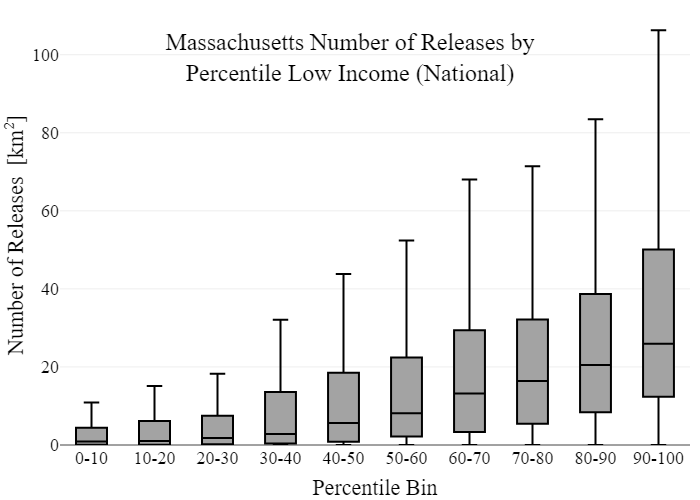 Massachusetts Number of Releases by
Percentile Low Income (National)
Number of Releases [km²]
100
80
60
40
20
0
0-10 10-20 20-30 30-40 40-50 50-60 60-70 70-80 80-90 90-100
Percentile Bin